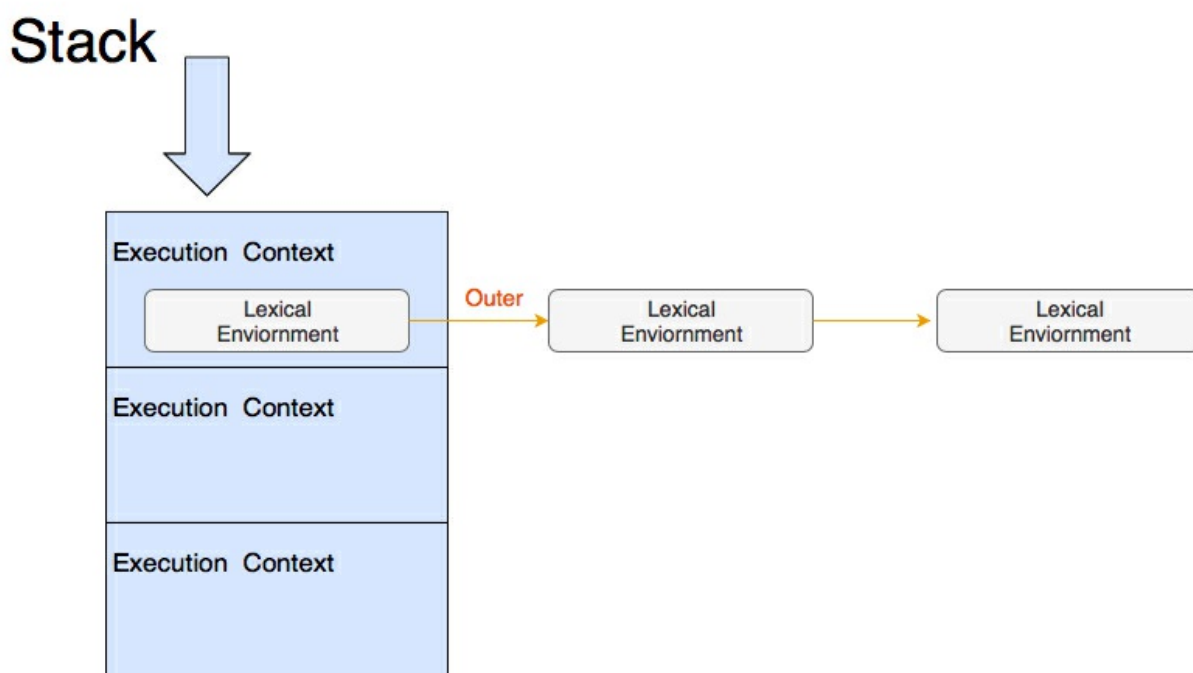 Stack
Execution Context
Lexical
Enviornment
Outer
Lexical
Enviornment
Lexical
Enviornment
Execution Context
Execution Context